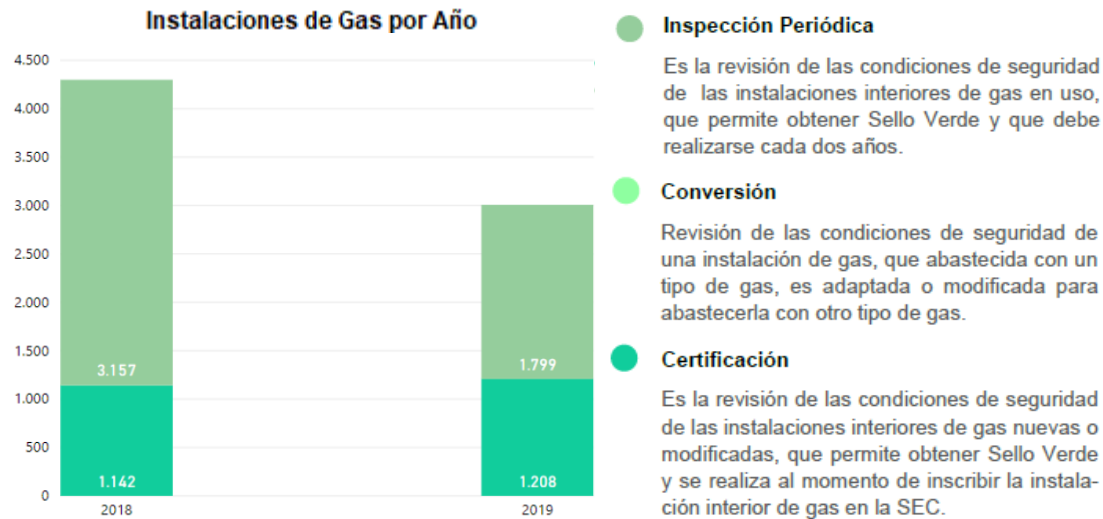 Instalaciones de Gas por Año
4.500
4.000
3.500
3.000
2.500
2.000
1.500
1.000
500
0
3.157
1.142
1.799
1.208
2018
2019
Inspección Periódica
Es la revisión de las condiciones de seguridad
de las instalaciones interiores de gas en uso,
que permite obtener Sello Verde y que debe
realizarse cada dos años.
Conversión
Revisión de las condiciones de seguridad de
una instalación de gas, que abastecida con un
tipo de gas, es adaptada o modificada para
abastecerla con otro tipo de gas.
Certificación
Es la revisión de las condiciones de seguridad
de las instalaciones interiores de gas nuevas o
modificadas, que permite obtener Sello Verde
y se realiza al momento de inscribir la instala-
ción interior de gas en la SEC.